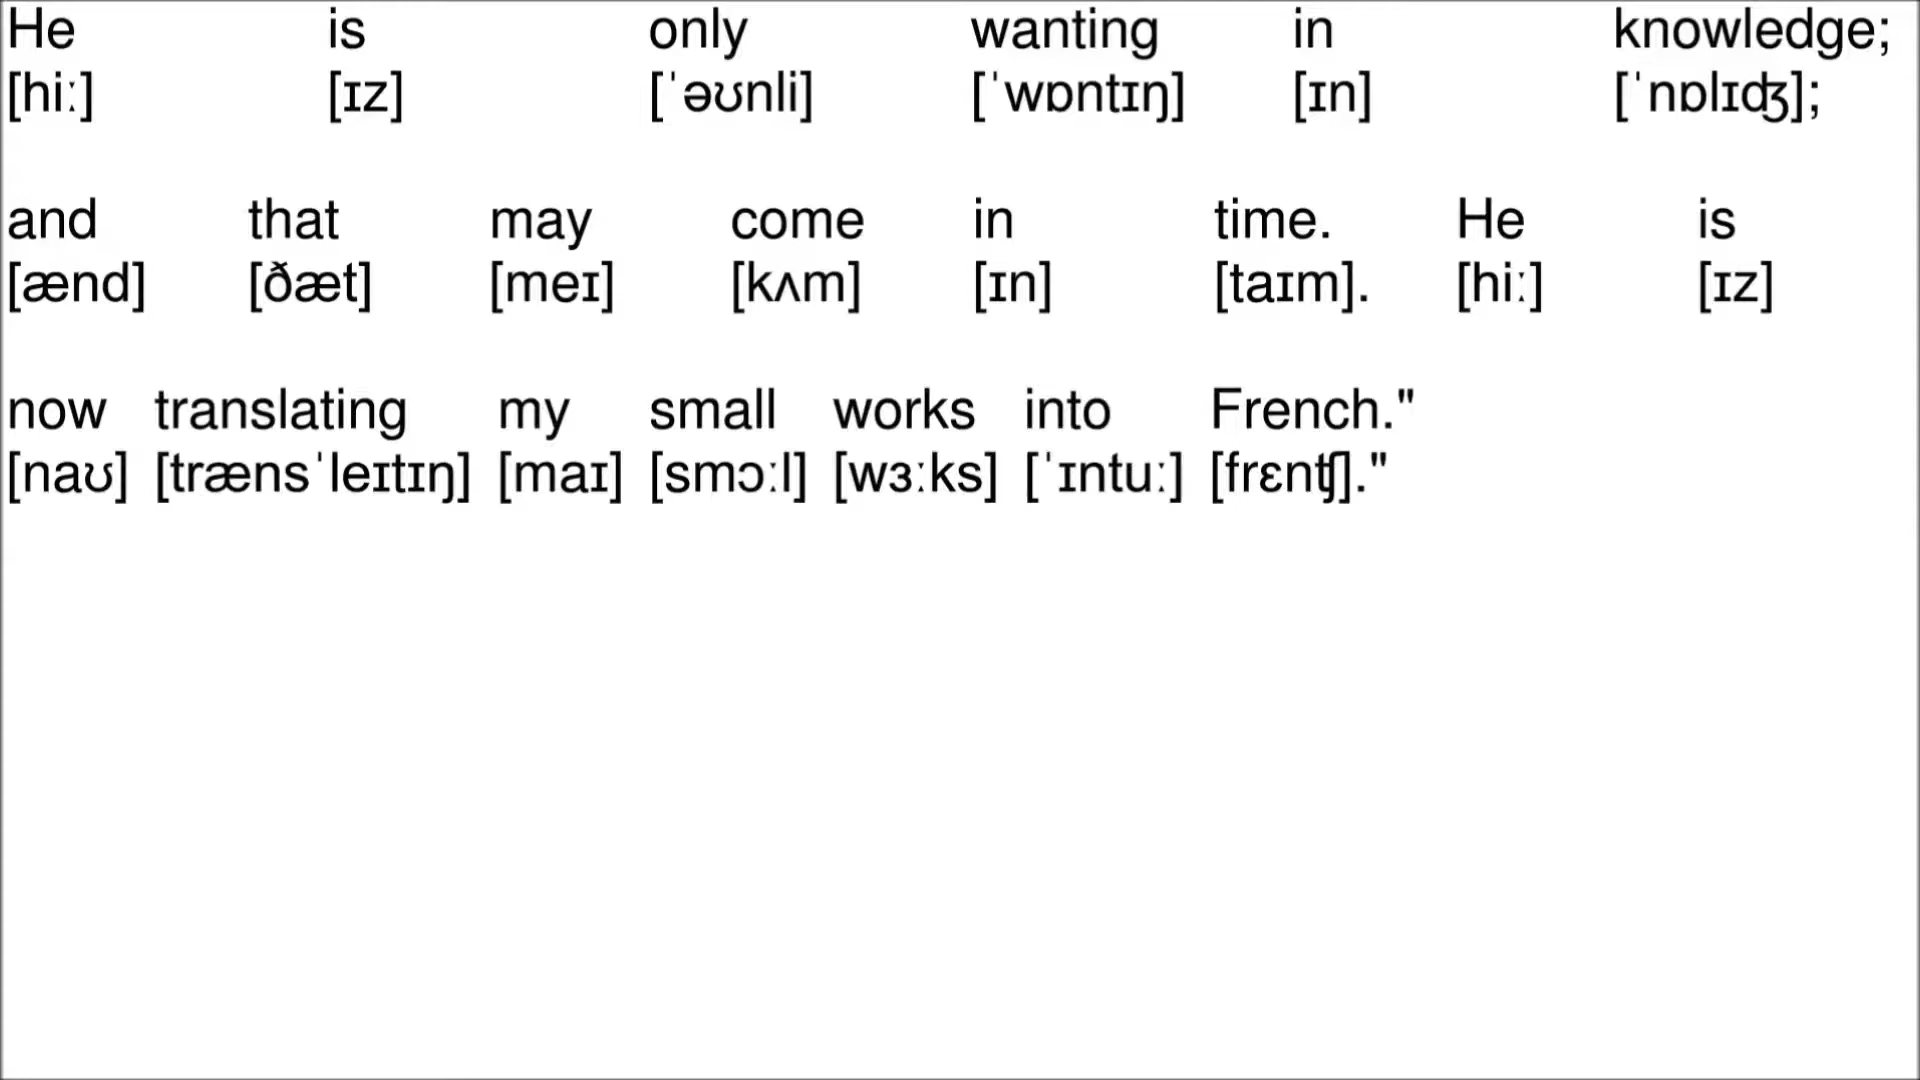 He is only wanting in knowledge;
[hiː] [ɪz] [ˈəʊnli] [ˈwɒntɪŋ] [ɪn] [ˈnɒlɪʤ];
and that may come in time. He is
[ænd] [ðæt] [meɪ] [kʌm] [ɪn] [taɪm]. [hiː] [ɪz]
now translating my small works into French."
[naʊ] [trænsˈleɪtɪŋ] [maɪ] [smɔːl] [wɜːks] [ˈɪntuː] [frɛnʧ]."